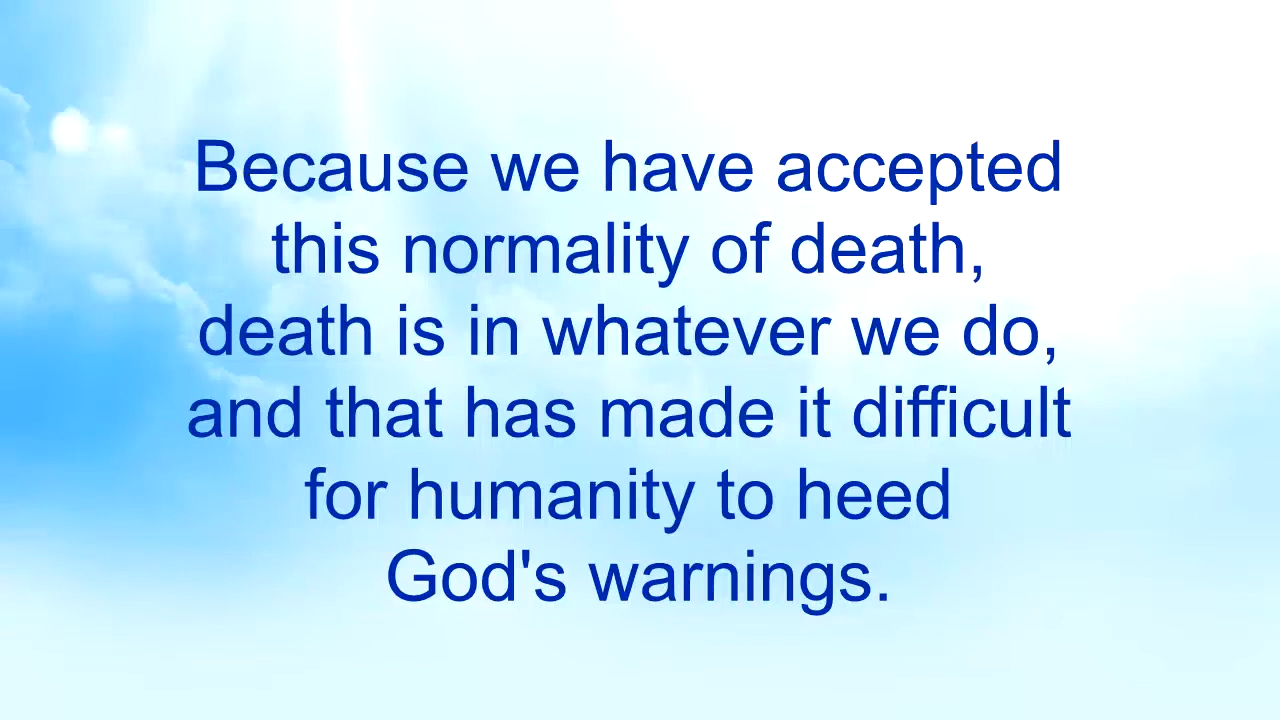 Because we have accepted
this normality of death,
death is in whatever we do,
and that has made it difficult
for humanity to heed
God's warnings.